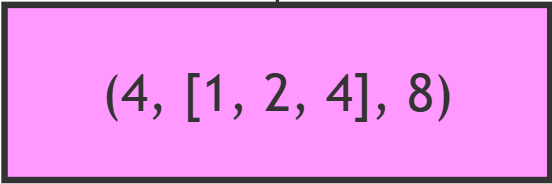 (4, [1, 2, 4], 8)